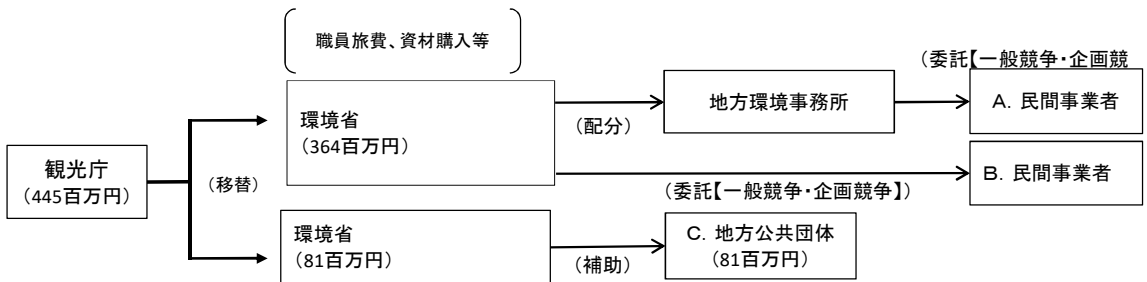 職員旅費、資材購入等
(委託【一般競争・企画競
環境省
(364百万円)
(配分)
地方環境事務所
A. 民間事業者
観光庁
(445百万円)
(移替)
(委託【一般競争・企画競争】)
B. 民間事業者
環境省
(81百万円)
(補助)
C. 地方公共団体
(81百万円)